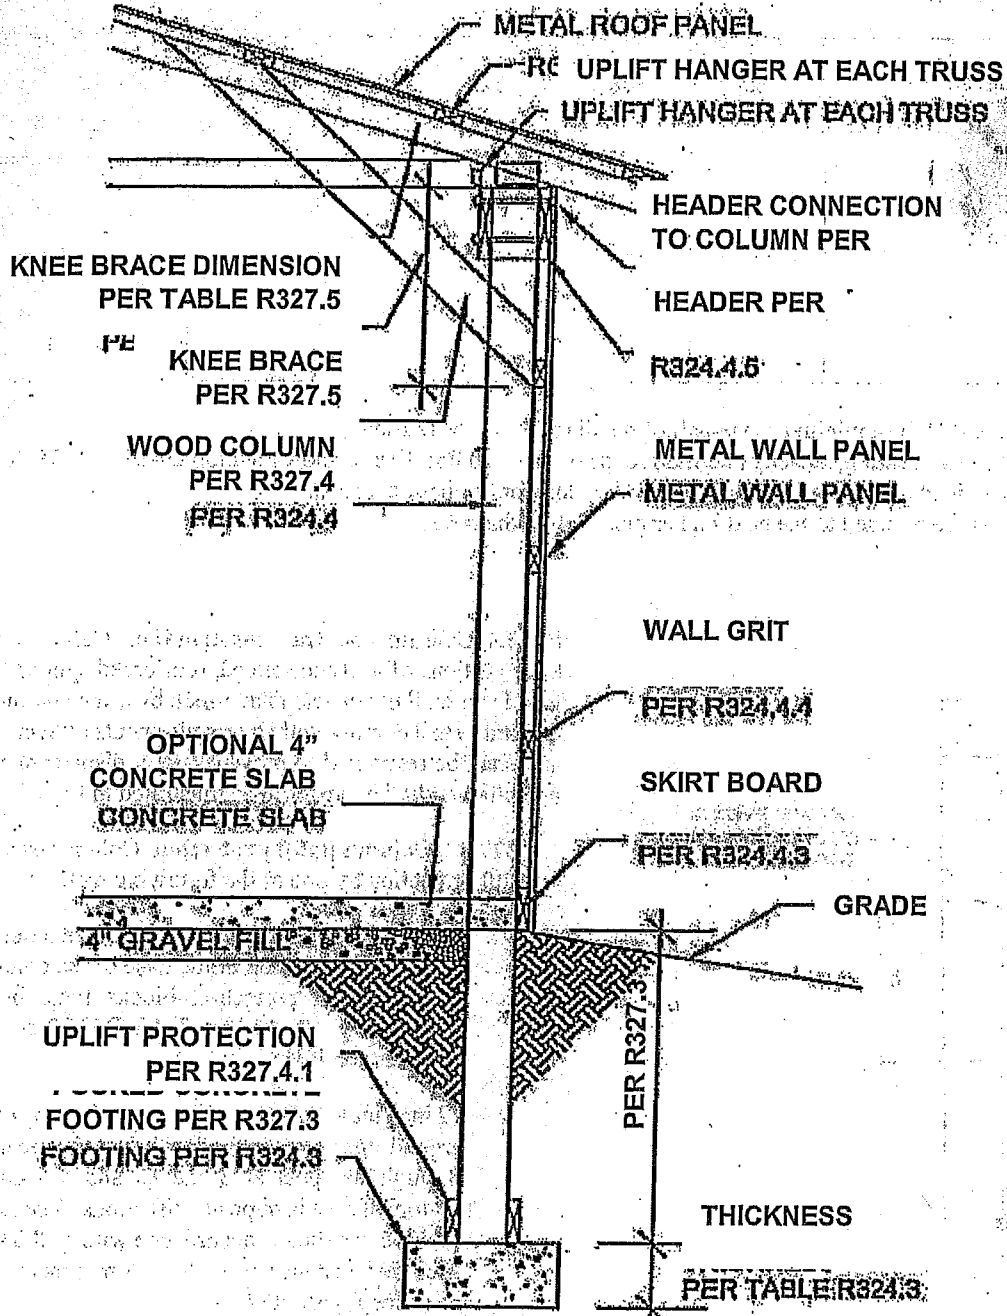 METAL ROOF PANEL
UPLIFT HANGER AT EACH TRUSS
UPLIFT HANGER AT EACH TRUSS
HEADER CONNECTION
TO COLUMN PER
KNEE BRACE DIMENSION
PER TABLE R327.5
HEADER PER
KNEE BRACE
PER R327.5
R324.4.5
WOOD COLUMN
PER R327.4
PER R324.4
METAL WALL PANEL
METAL WALL PANEL
WALL GRIT
PER R324.4.4
OPTIONAL 4"
CONCRETE SLAB
CONCRETE SLAB
SKIRT BOARD
PER R324.4.3
GRADE
4" GRAVEL FILL
PER R327.3
UPLIFT PROTECTION
PER R327.4.1
FOOTING PER R327.3
FOOTING PER R324.3
THICKNESS
PER TABLE R324.3